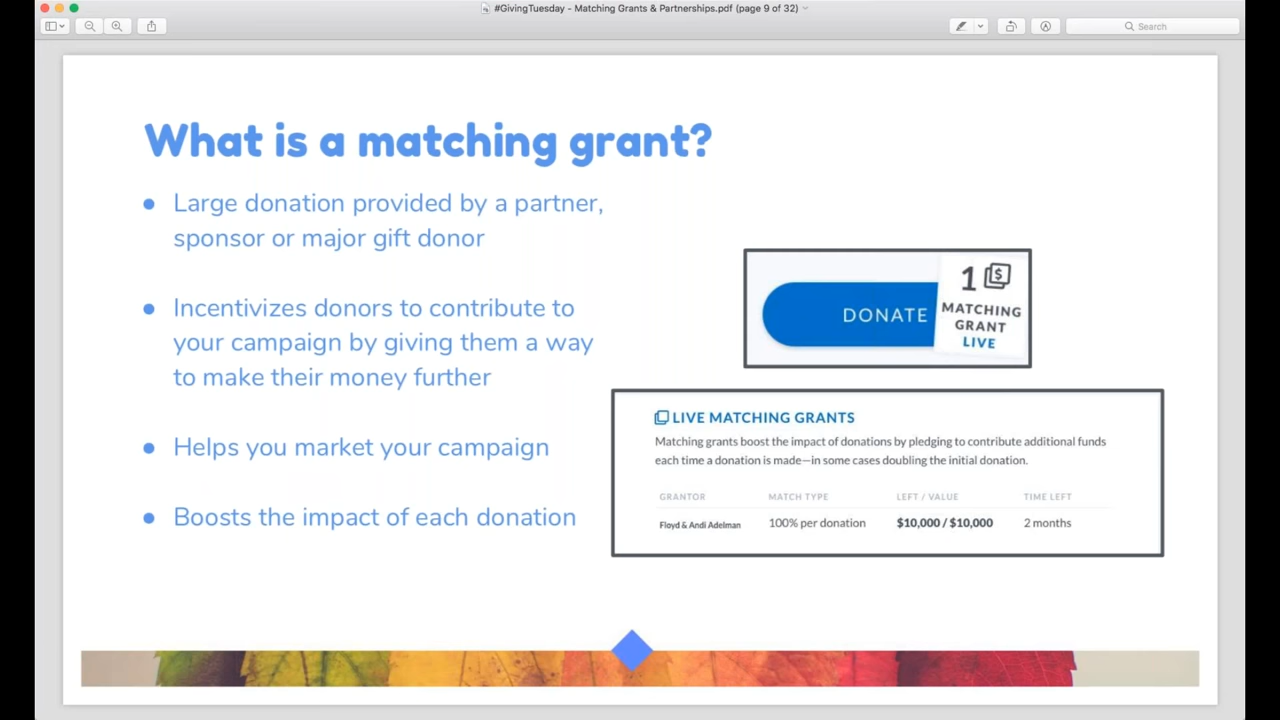 #GivingTuesday - Matching Grants & Partnerships.pdf (page 9 of 32)
Search
What is a matching grant?
Large donation provided by a partner,
sponsor or major gift donor
Incentivizes donors to contribute to
your campaign by giving them a way
to make their money further
Helps you market your campaign
Boosts the impact of each donation
DONATE
1
MATCHING
GRANT
LIVE
LIVE MATCHING GRANTS
Matching grants boost the impact of donations by pledging to contribute additional funds
each time a donation is made—in some cases doubling the initial donation.
GRANTOR MATCH TYPE LEFT / VALUE TIME LEFT
Floyd & Andi Adelman 100% per donation $10,000 / $10,000 2 months